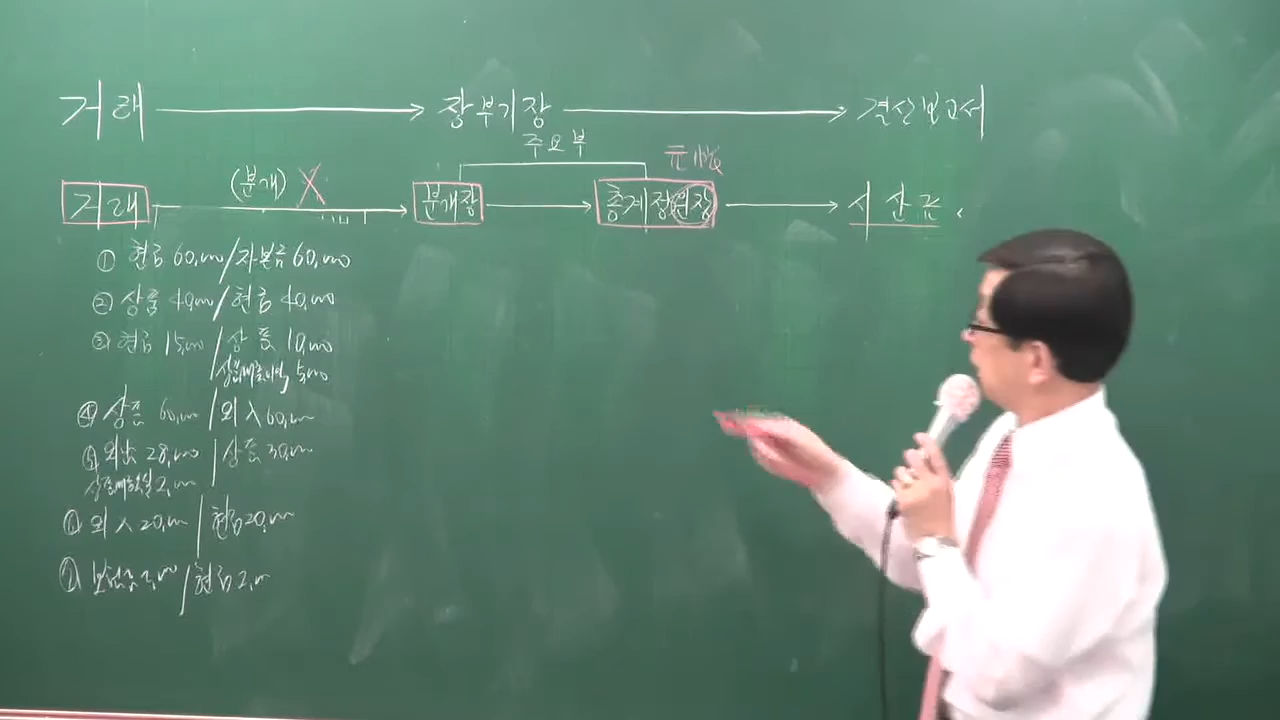 거래 → 장부기장 → 결산보고서
주요부
(분개) X
거래 → 분개장 → 총계정원장 → 시산표
① 현금 60,000 / 자본금 60,000
② 상품 40,000 / 현금 40,000
③ 현금 15,000 / 상품 10,000
상품매출이익 5,000
④ 상품 60,000 / 외入 60,000
⑤ 외出 28,000 / 상품 30,000
상품매출손실 2,000
⑥ 외入 20,000 / 현금 20,000
⑦ 보험료 2,000 / 현금 2,000